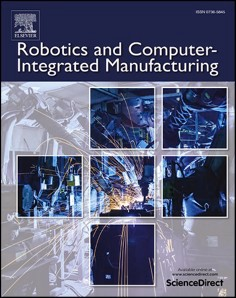 ISSN 0736-5845
ELSEVIER
Robotics and Computer-
Integrated Manufacturing
Available online at
www.sciencedirect.com
ScienceDirect